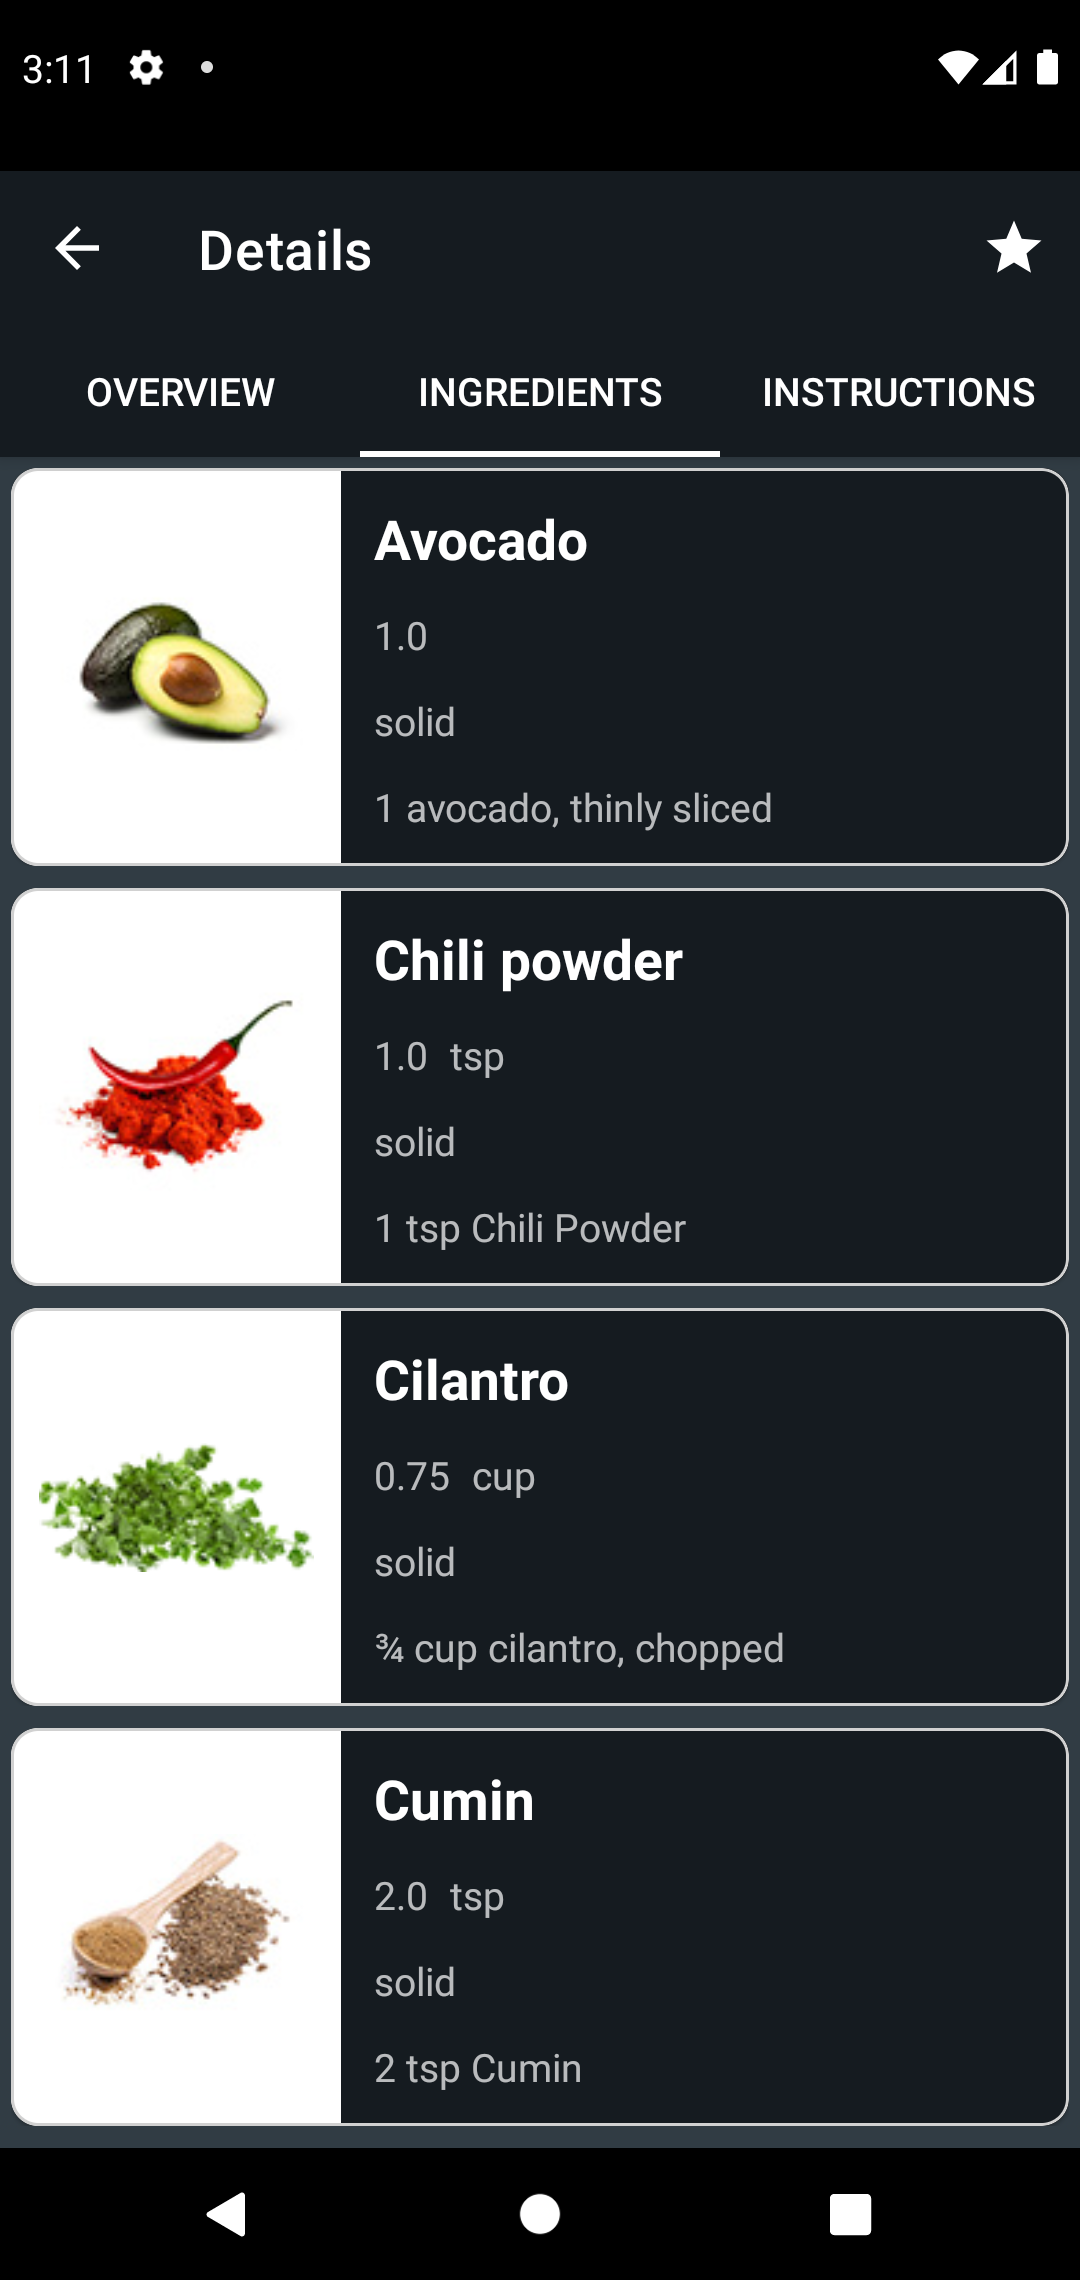 3:11
Details
OVERVIEW INGREDIENTS INSTRUCTIONS
Avocado
1.0
solid
1 avocado, thinly sliced
Chili powder
1.0 tsp
solid
1 tsp Chili Powder
Cilantro
0.75 cup
solid
¾ cup cilantro, chopped
Cumin
2.0 tsp
solid
2 tsp Cumin